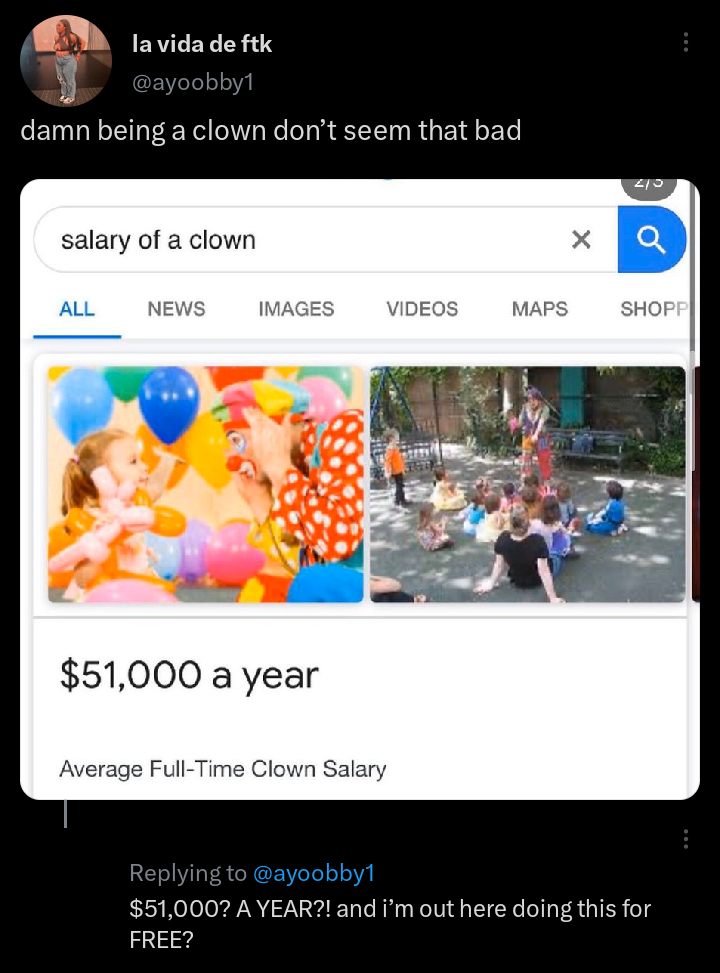 la vida de ftk
@ayoobby1
damn being a clown don’t seem that bad
2/3
salary of a clown
ALL NEWS IMAGES VIDEOS MAPS SHOPP
$51,000 a year
Average Full-Time Clown Salary
Replying to @ayoobby1
$51,000? A YEAR?! and i’m out here doing this for
FREE?